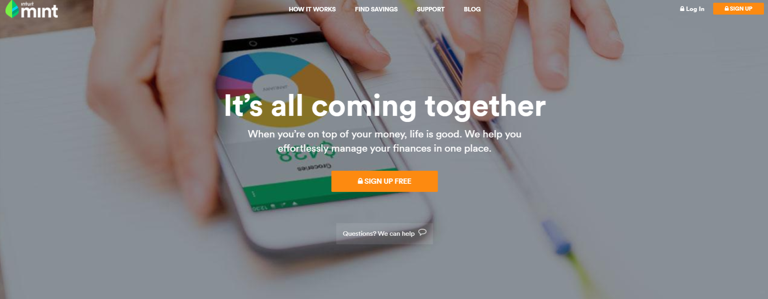 intuit
mint
HOW IT WORKS
FIND SAVINGS
SUPPORT
BLOG
Log In
SIGN UP
It's all coming together
When you're on top of your money, life is good. We help you
effortlessly manage your finances in one place.
$428
Groceries
SIGN UP FREE
Questions? We can help